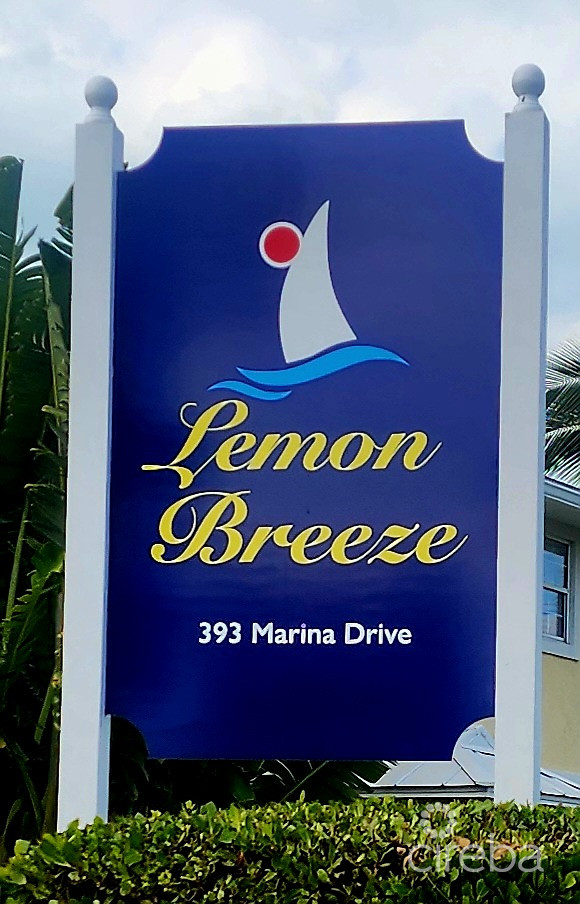 Lemon
Breeze
393 Marina Drive
cireba